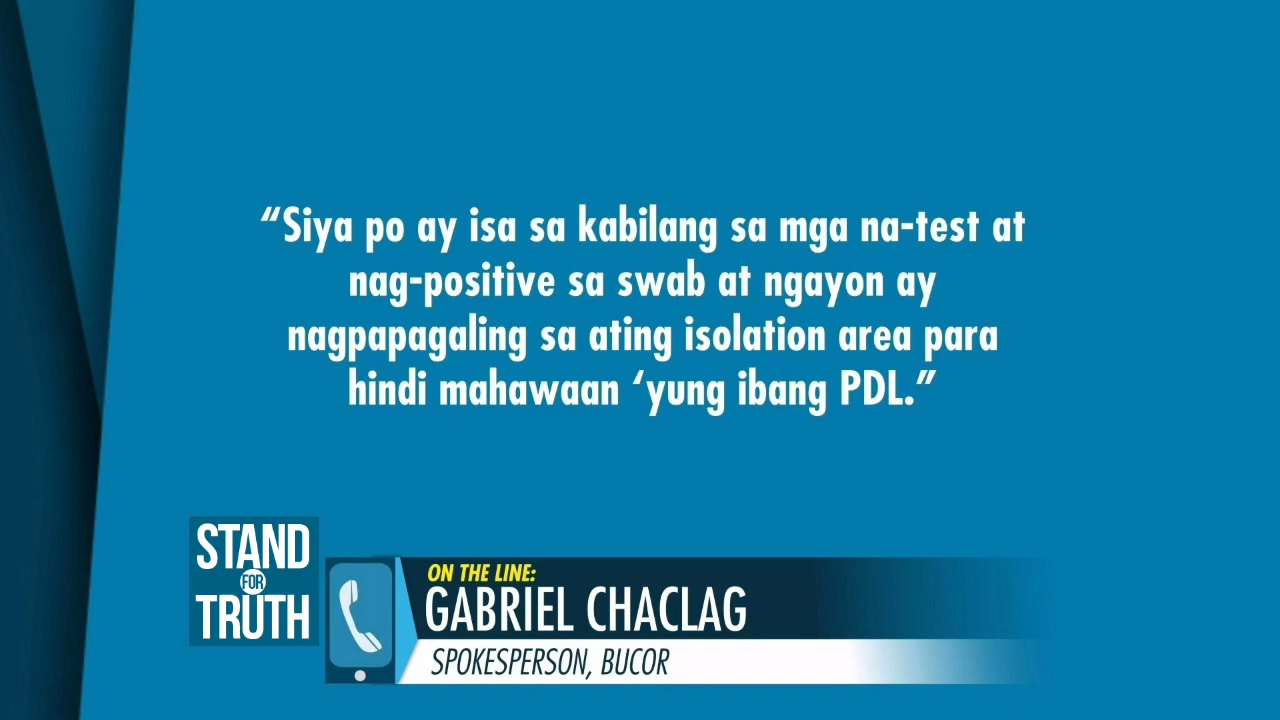 “Siya po ay isa sa kabilang sa mga na-test at
nag-positive sa swab at ngayon ay
nagpapagaling sa ating isolation area para
hindi mahawaan ‘yung ibang PDL.”
STAND
FOR
TRUTH
ON THE LINE:
GABRIEL CHACLAG
SPOKESPERSON, BUCOR